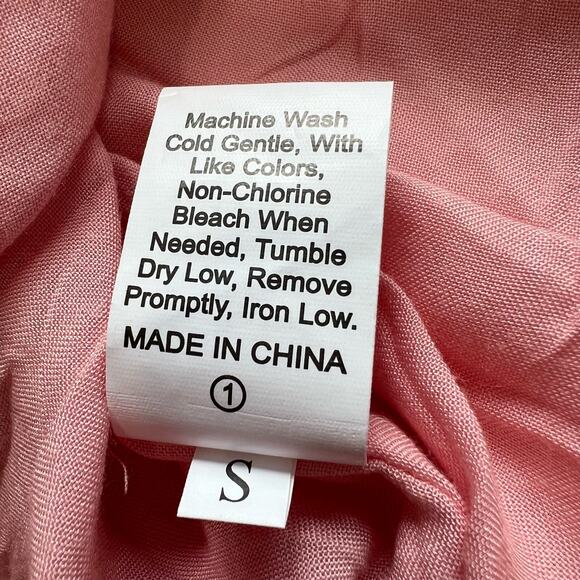 Machine Wash
Cold Gentle, With
Like Colors,
Non-Chlorine
Bleach When
Needed, Tumble
Dry Low, Remove
Promptly, Iron Low.
MADE IN CHINA
1
S